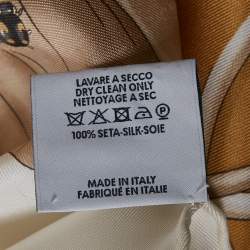 LAVARE A SECCO
DRY CLEAN ONLY
NETTOYAGE A SEC
100% SETA-SILK-SOIE
MADE IN ITALY
FABRIQUÉ EN ITALIE